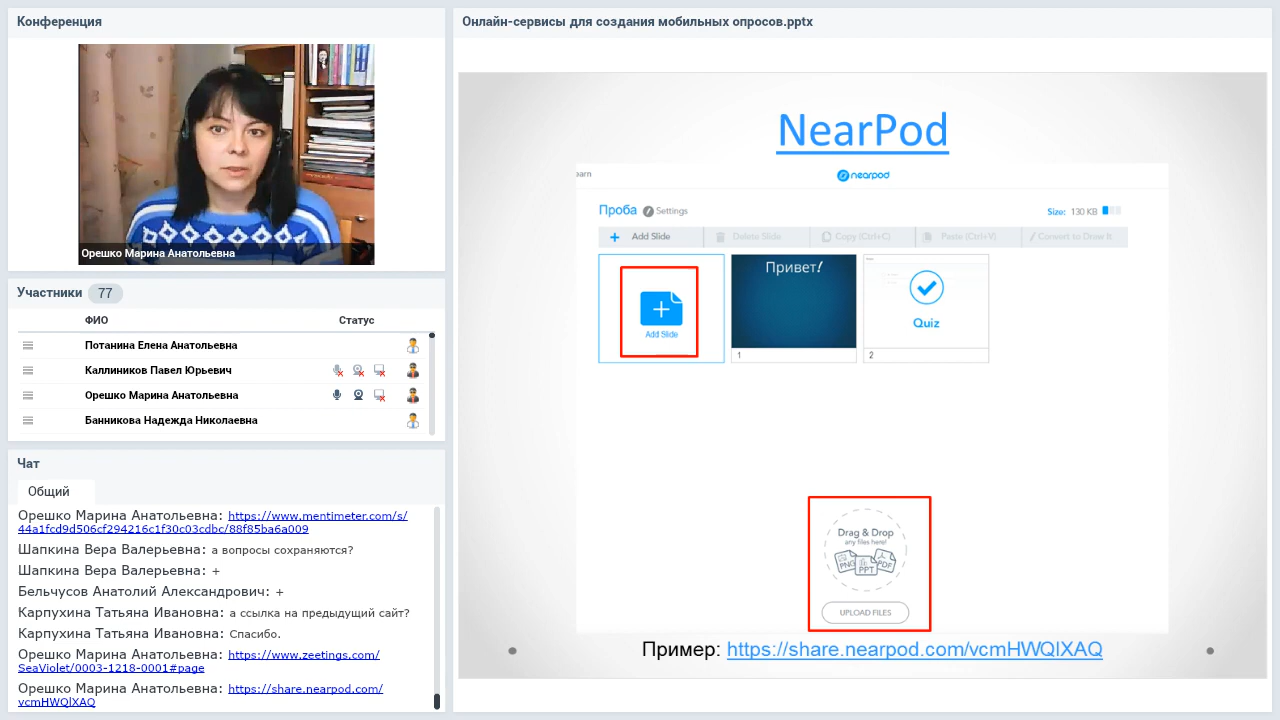 Конференция
Орешко Марина Анатольевна
Участники 77
ФИО Статус
Потанина Елена Анатольевна
Каллиников Павел Юрьевич
Орешко Марина Анатольевна
Банникова Надежда Николаевна
Чат
Общий
Орешко Марина Анатольевна: https://www.mentimeter.com/s/
44a1fcd9d506cf294216c1f30c03cdbc/88f85ba6a009
Шапкина Вера Валерьевна: а вопросы сохраняются?
Шапкина Вера Валерьевна: +
Бельчусов Анатолий Александрович: +
Карпухина Татьяна Ивановна: а ссылка на предыдущий сайт?
Карпухина Татьяна Ивановна: Спасибо.
Орешко Марина Анатольевна: https://www.zeetings.com/
SeaViolet/0003-1218-0001#page
Орешко Марина Анатольевна: https://share.nearpod.com/
vcmHWQlXAQ
Онлайн-сервисы для создания мобильных опросов.pptx
NearPod
earn
nearpod
Проба Settings
Size: 130 KB
+ Add Slide
Delete Slide
Copy (Ctrl+C)
Paste (Ctrl+V)
Convert to Draw It
Add Slide
Привет!
1
Quiz
2
Drag & Drop
any files here!
PNG PPT PDF
UPLOAD FILES
Пример: https://share.nearpod.com/vcmHWQlXAQ